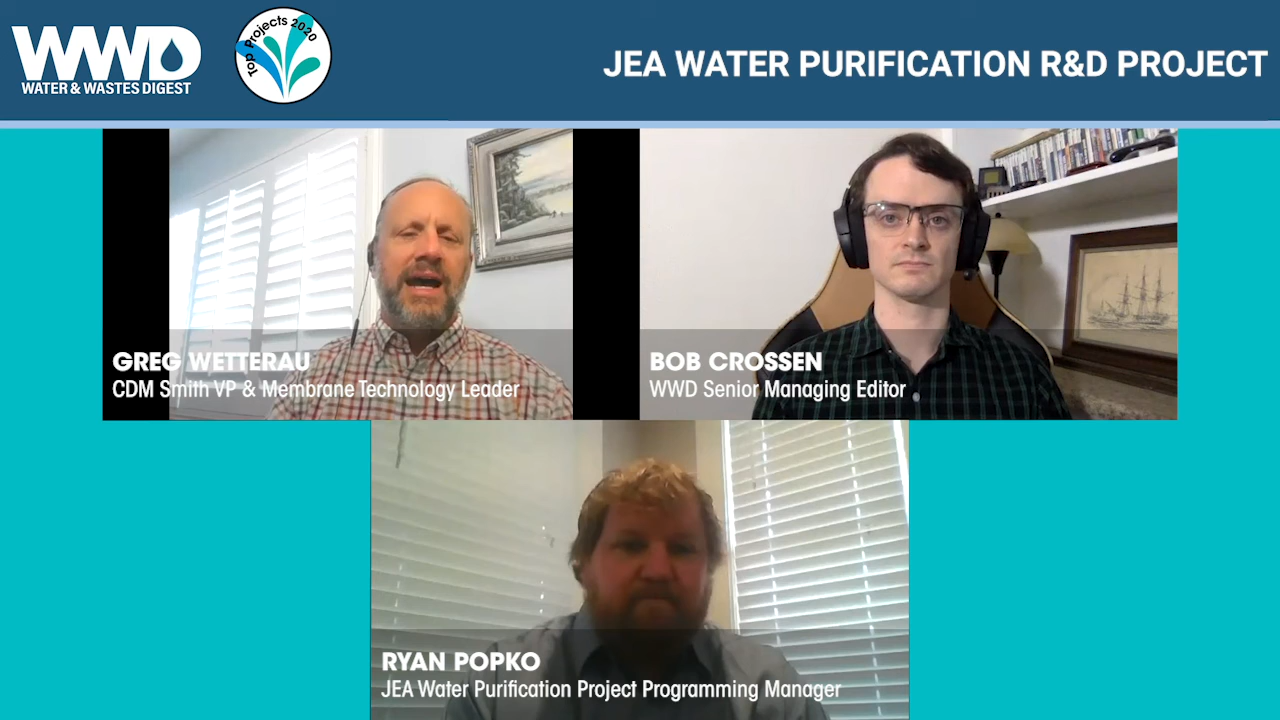 WWD
WATER & WASTES DIGEST
Top Projects 2020
JEA WATER PURIFICATION R&D PROJECT
GREG WETTERAU
CDM Smith VP & Membrane Technology Leader
BOB CROSSEN
WWD Senior Managing Editor
RYAN POPKO
JEA Water Purification Project Programming Manager